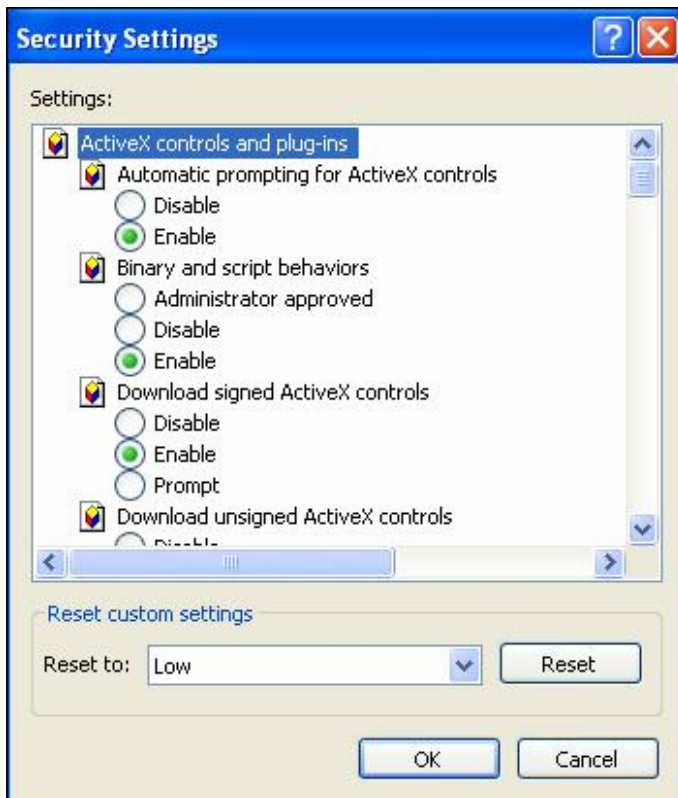 Security Settings
Settings:
ActiveX controls and plug-ins
Automatic prompting for ActiveX controls
Disable
Enable
Binary and script behaviors
Administrator approved
Disable
Enable
Download signed ActiveX controls
Disable
Enable
Prompt
Download unsigned ActiveX controls
Disable
Reset custom settings
Reset to: Low Reset
OK Cancel